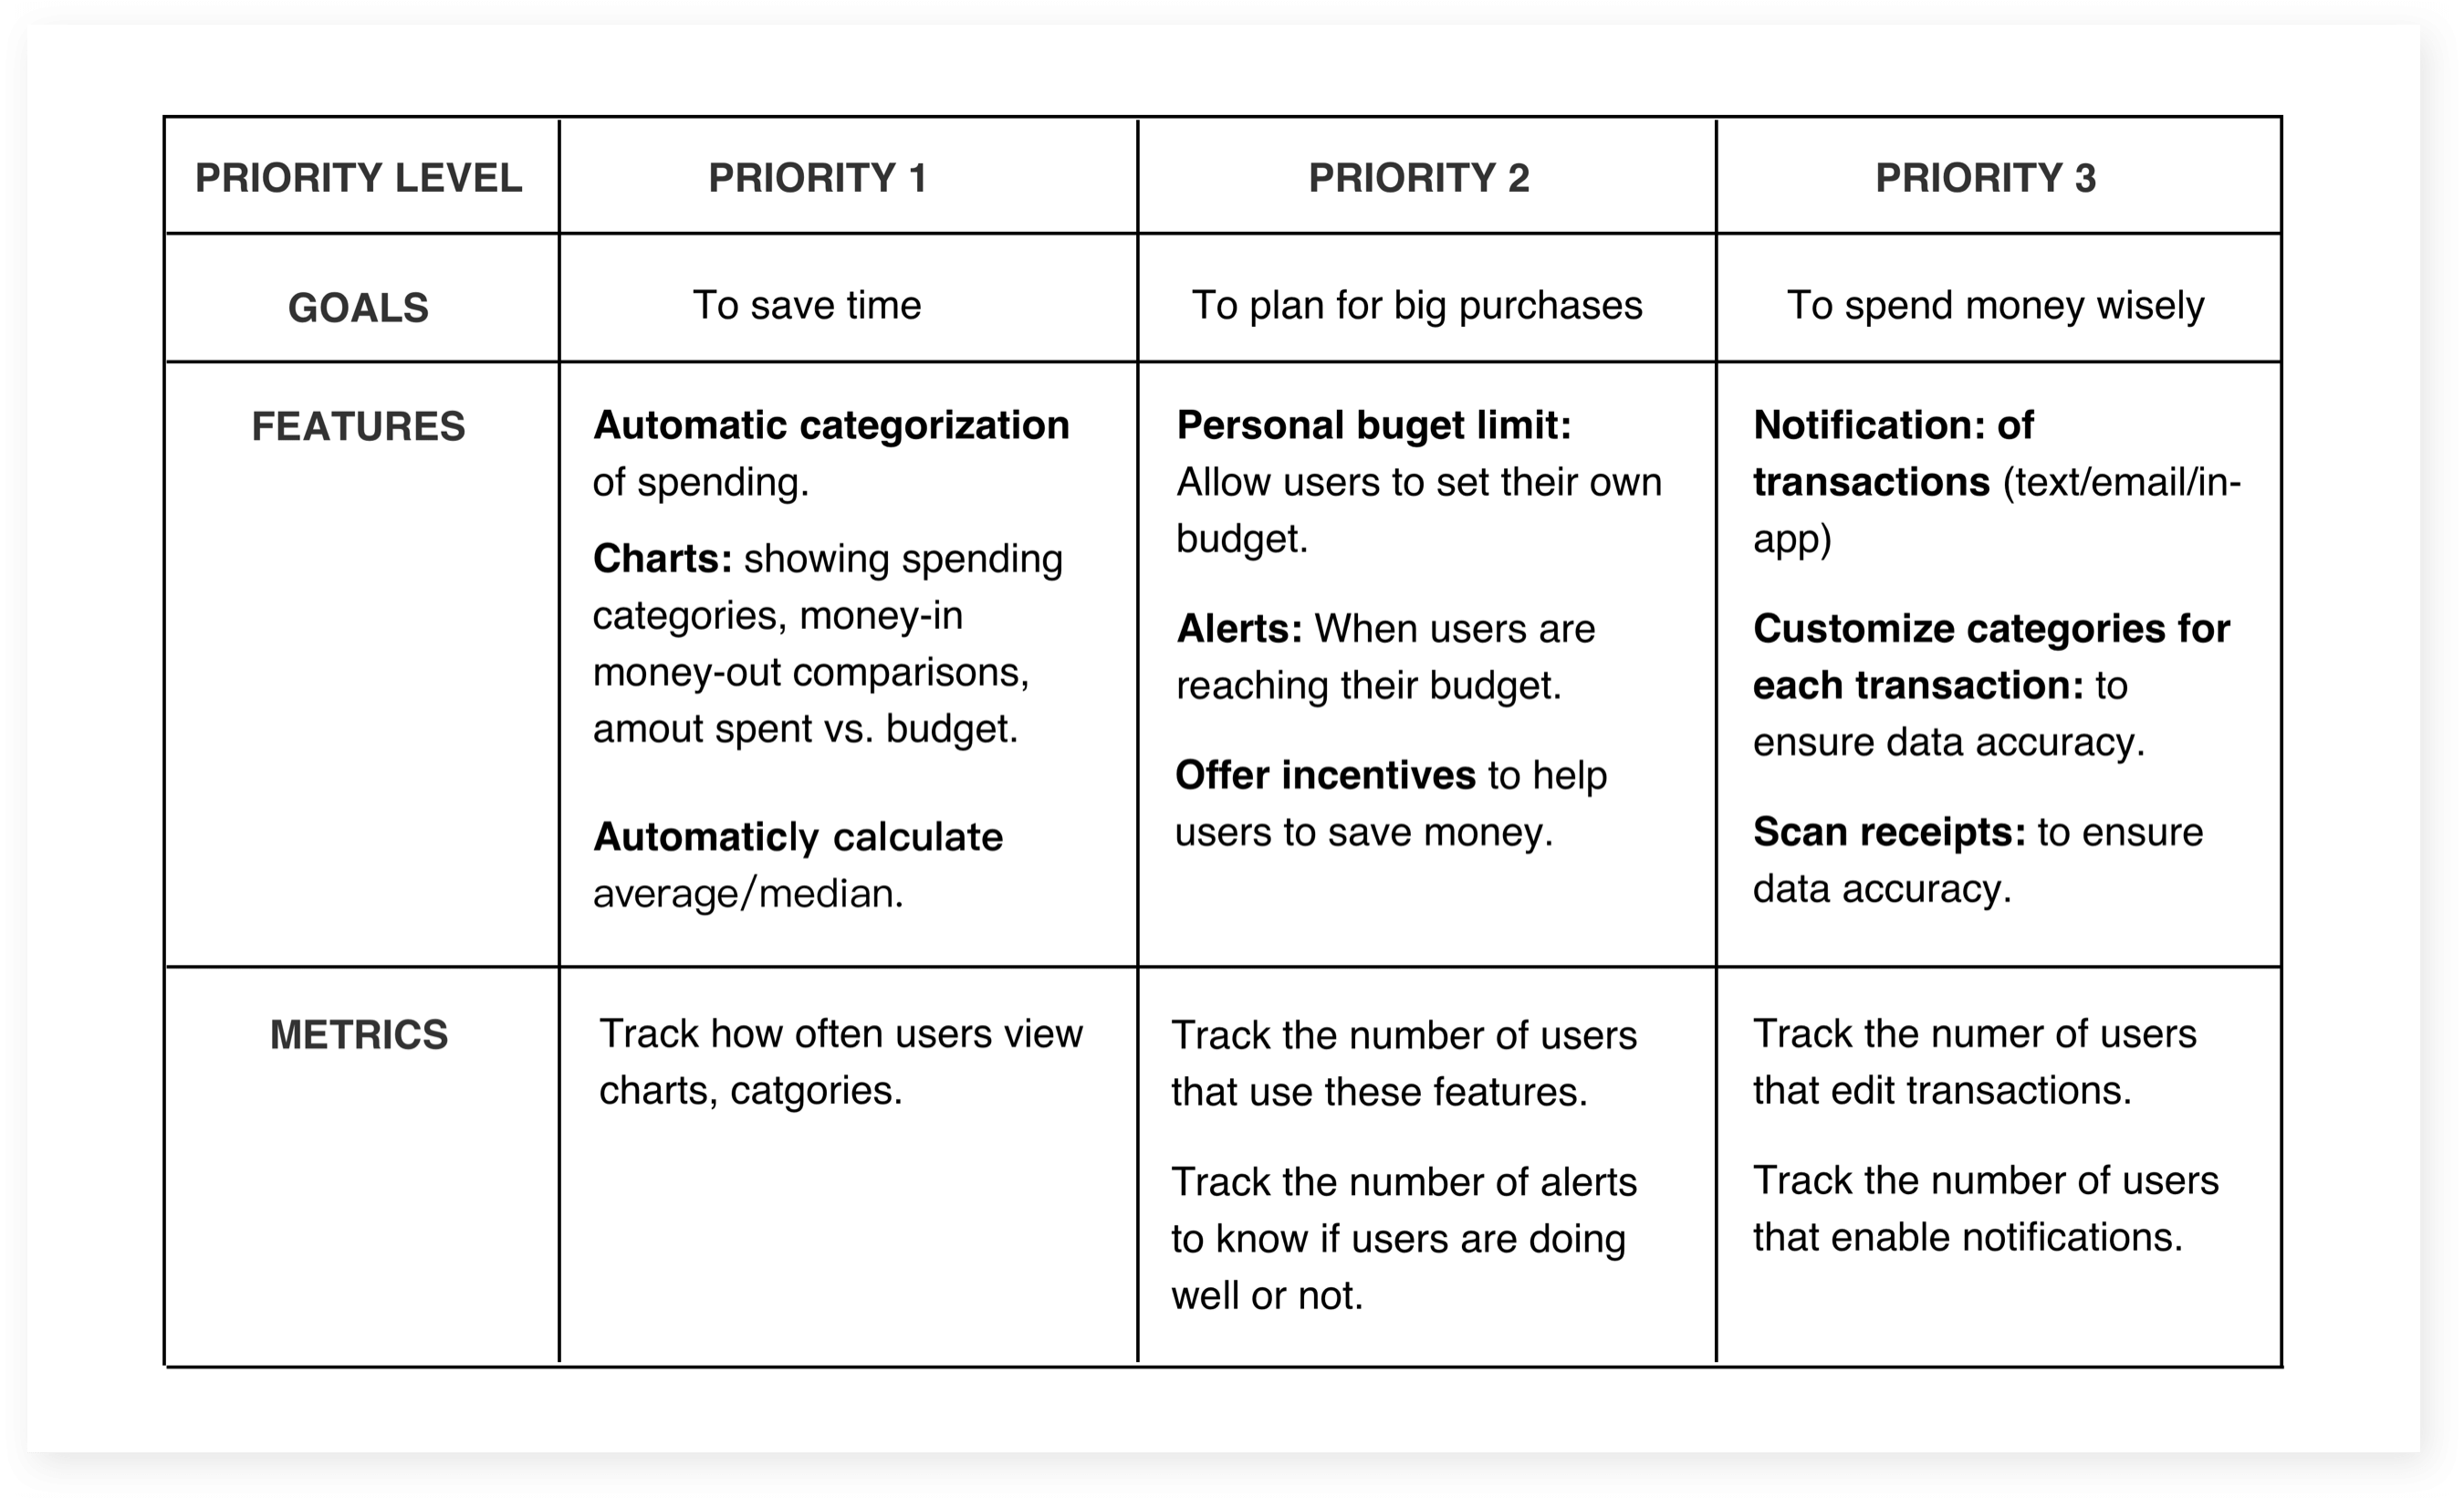 PRIORITY LEVEL
PRIORITY 1
PRIORITY 2
PRIORITY 3
GOALS
To save time
To plan for big purchases
To spend money wisely
FEATURES
Automatic categorization
of spending.
Charts: showing spending
categories, money-in
money-out comparisons,
amout spent vs. budget.
Automaticly calculate
average/median.
Personal buget limit:
Allow users to set their own
budget.
Alerts: When users are
reaching their budget.
Offer incentives to help
users to save money.
Notification: of
transactions (text/email/in-
app)
Customize categories for
each transaction: to
ensure data accuracy.
Scan receipts: to ensure
data accuracy.
METRICS
Track how often users view
charts, catgories.
Track the number of users
that use these features.
Track the number of alerts
to know if users are doing
well or not.
Track the numer of users
that edit transactions.
Track the number of users
that enable notifications.